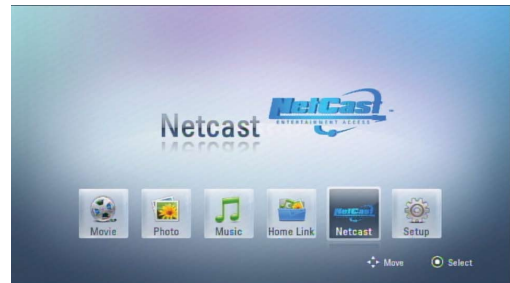 Netcast
NetCast
ENTERTAINMENT ACCESS
Movie
Photo
Music
Home Link
NetCast
Netcast
Setup
Move
Select